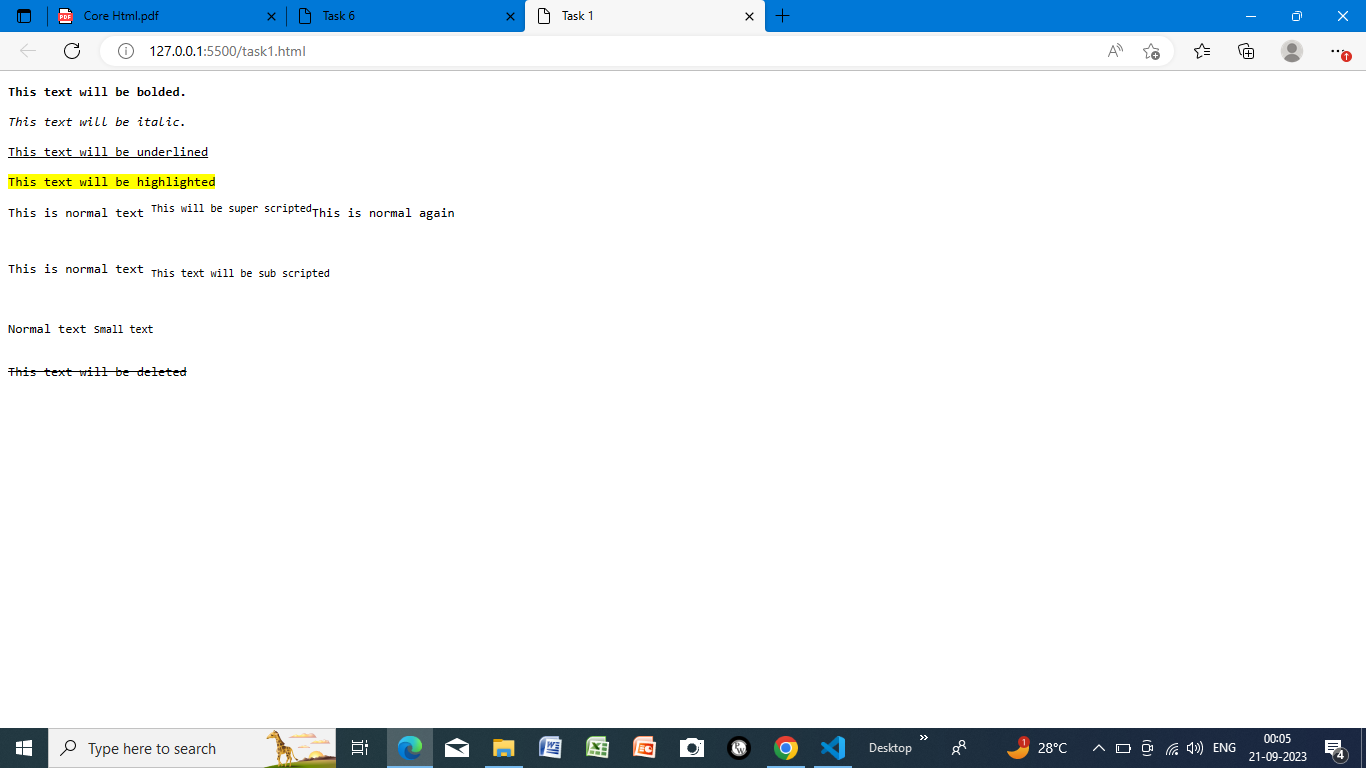 Core Html.pdf
Task 6
Task 1
127.0.0.1:5500/task1.html
This text will be bolded.
This text will be italic.
This text will be underlined
This text will be highlighted
This is normal text This will be super scriptedThis is normal again
This is normal text This text will be sub scripted
Normal text Small text
This text will be deleted
Type here to search
Desktop
1
28°C
ENG
00:05
21-09-2023
4